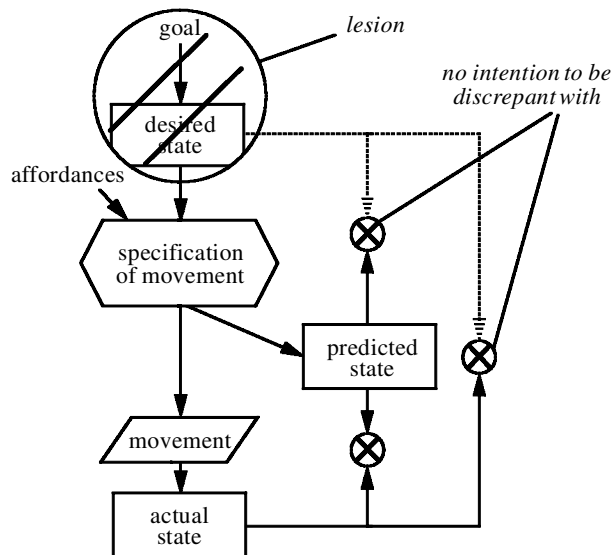 goal
lesion
no intention to be
discrepant with
desired
state
affordances
specification
of movement
predicted
state
movement
actual
state